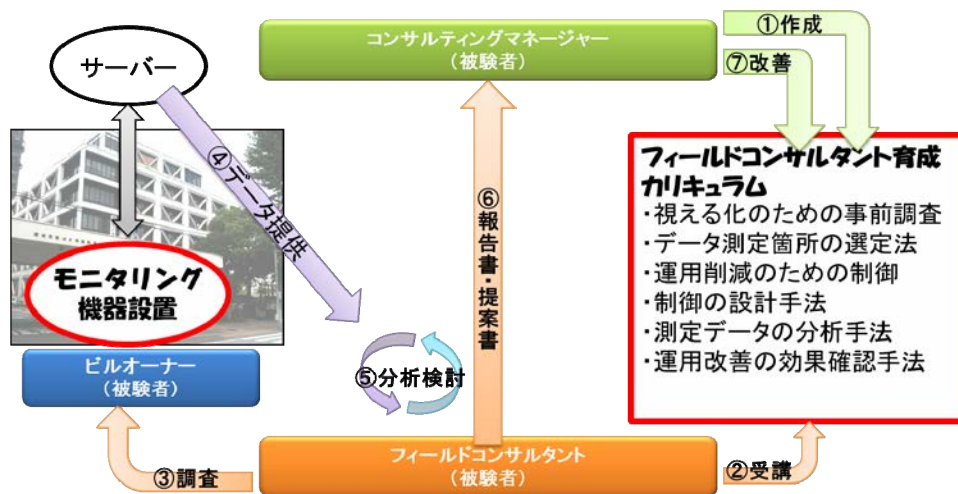 コンサルティングマネージャー
(被験者)
①作成
⑦改善
サーバー
④データ提供
⑥報告書・提案書
フィールドコンサルタント育成
カリキュラム
・視える化のための事前調査
・データ測定箇所の選定法
・運用削減のための制御
・制御の設計手法
・測定データの分析手法
・運用改善の効果確認手法
モニタリング
機器設置
ビルオーナー
(被験者)
⑤分析検討
③調査
フィールドコンサルタント
(被験者)
②受講